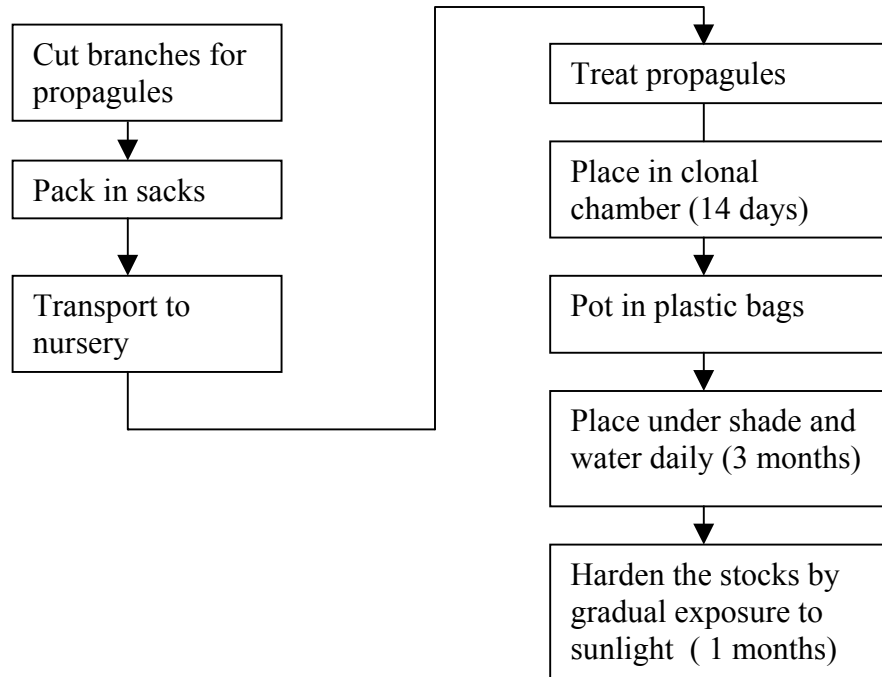 Cut branches for
propagules
Pack in sacks
Transport to
nursery
Treat propagules
Place in clonal
chamber (14 days)
Pot in plastic bags
Place under shade and
water daily (3 months)
Harden the stocks by
gradual exposure to
sunlight  ( 1 months)